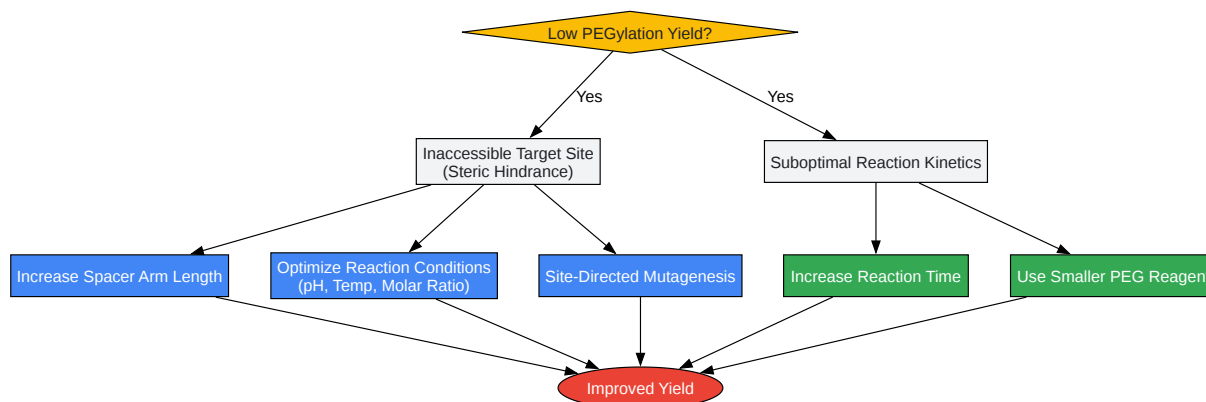 Low PEGylation Yield?
Yes
Yes
Inaccessible Target Site
(Steric Hindrance)
Suboptimal Reaction Kinetics
Increase Spacer Arm Length
Optimize Reaction Conditions
(pH, Temp, Molar Ratio)
Site-Directed Mutagenesis
Increase Reaction Time
Use Smaller PEG Reagent
Improved Yield